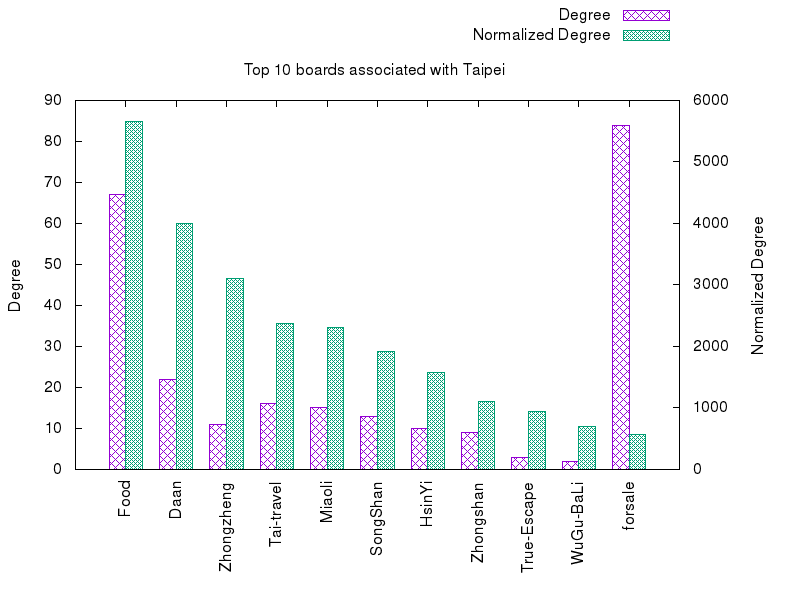 Degree
Normalized Degree
Top 10 boards associated with Taipei
90
80
70
60
50
40
30
20
10
0
6000
5000
4000
3000
2000
1000
0
Degree
Normalized Degree
Food
Daan
Zhongzheng
Tai-travel
Miaoli
SongShan
HsinYi
Zhongshan
True-Escape
WuGu-BaLi
forsale